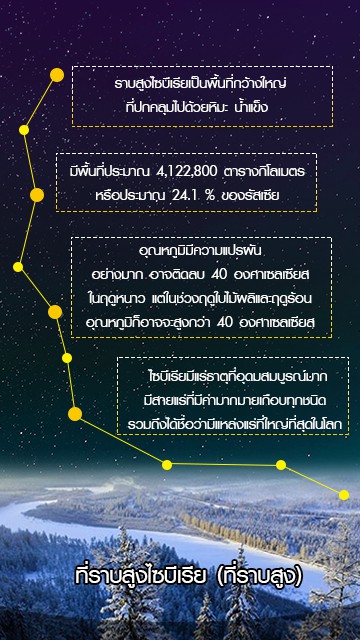 ราบสูงไซบีเรียเป็นพื้นที่กว้างใหญ่
ที่ปกคลุมไปด้วยหิมะ น้ำแข็ง
มีพื้นที่ประมาณ 4,122,800 ตารางกิโลเมตร
หรือประมาณ 24.1 % ของรัสเซีย
อุณหภูมิมีความแปรผัน
อย่างมาก อาจติดลบ 40 องศาเซลเซียส
ในฤดูหนาว แต่ในช่วงฤดูใบไม้ผลิและฤดูร้อน
อุณหภูมิก็อาจจะสูงกว่า 40 องศาเซลเซียส
ไซบีเรียมีแร่ธาตุที่อุดมสมบูรณ์มาก
มีสายแร่ที่มีค่ามากมายเกือบทุกชนิด
รวมถึงได้ชื่อว่ามีแหล่งแร่ที่ใหญ่ที่สุดในโลก
ที่ราบสูงไซบีเรีย (ที่ราบสูง)